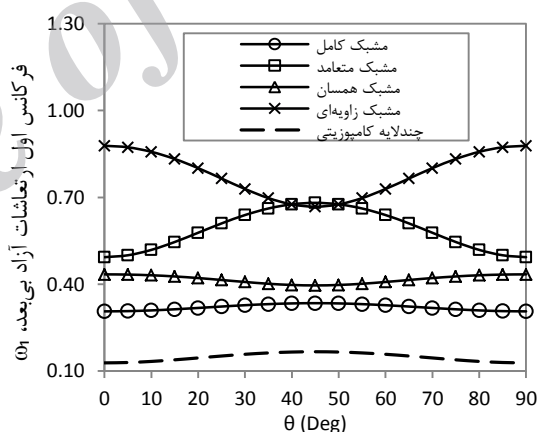 1.30
1.00
0.70
0.40
0.10
فرکانس اول ارتعاشات آزاد بی‌بعد، ω₁
مشبک کامل
مشبک متعامد
مشبک همسان
مشبک زاویه‌ای
چندلایه کامپوزیتی
0 10 20 30 40 50 60 70 80 90
θ (Deg)